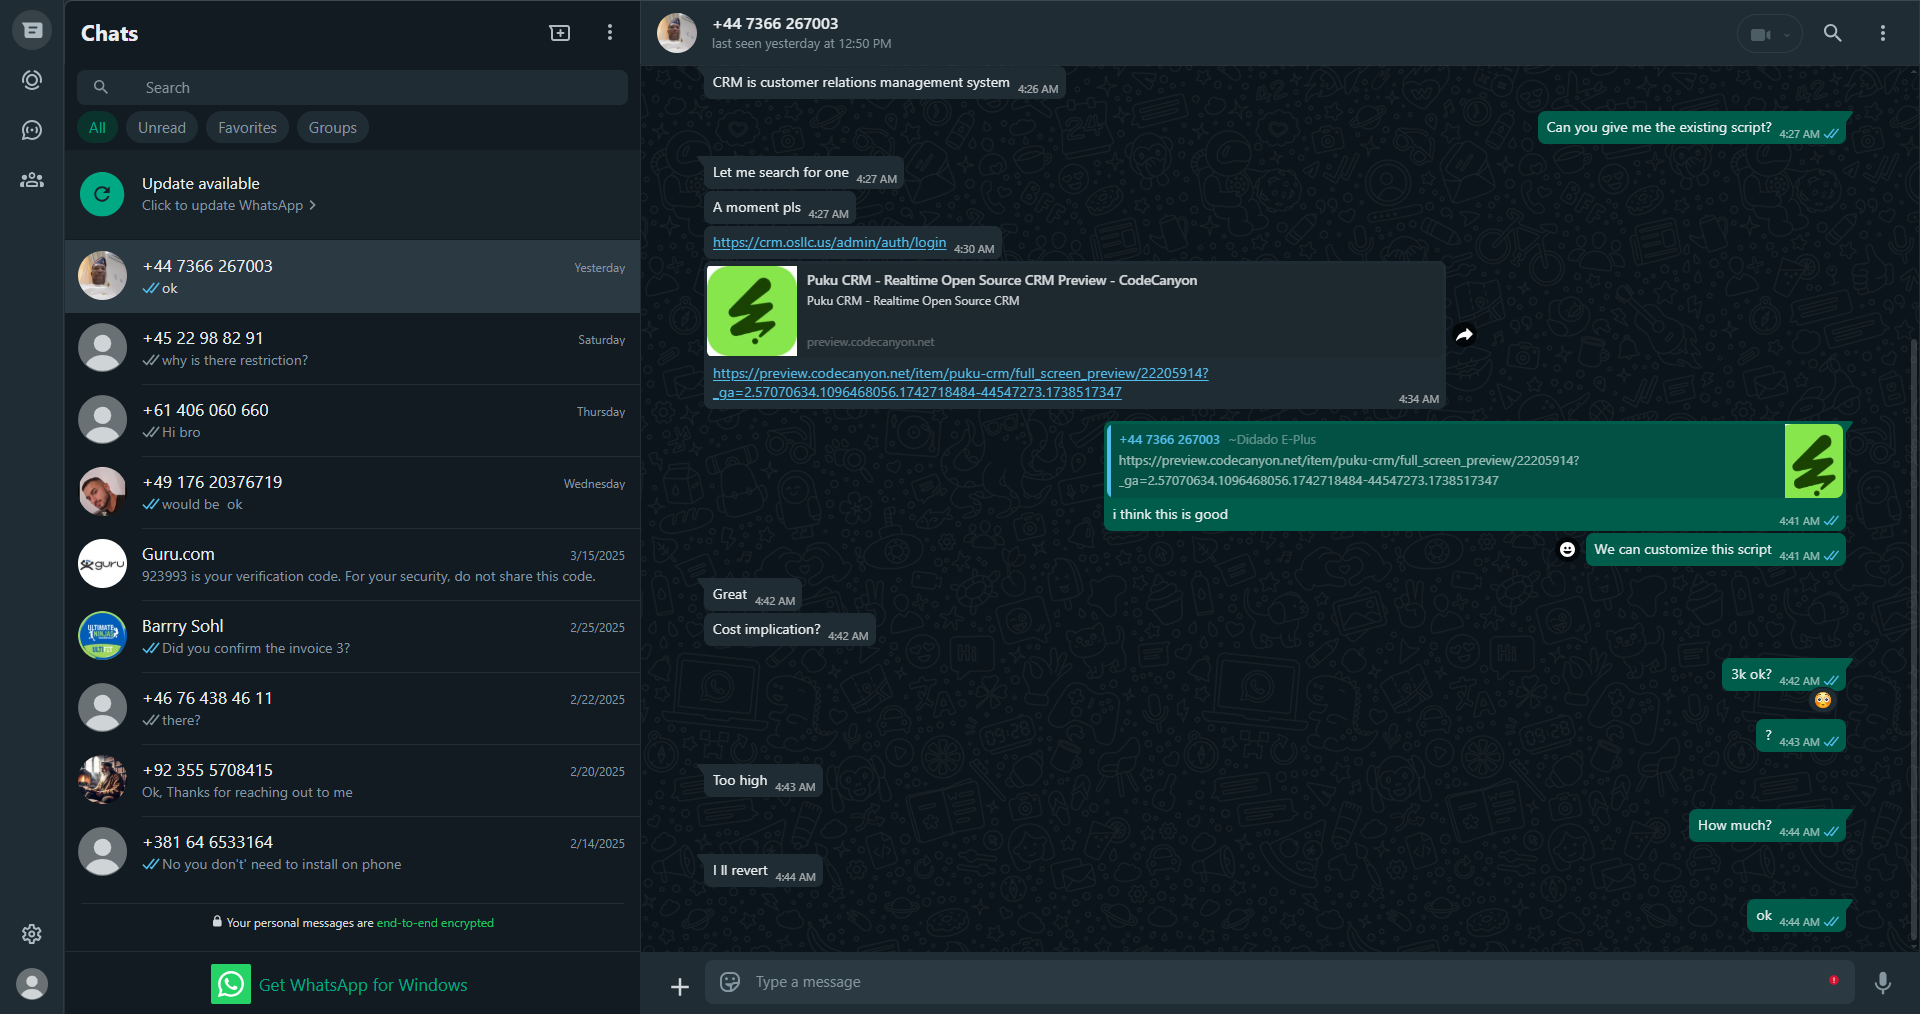 Chats
Search
All
Unread
Favorites
Groups
Update available
Click to update WhatsApp
+44 7366 267003
Yesterday
ok
+45 22 98 82 91
Saturday
why is there restriction?
+61 406 060 660
Thursday
Hi bro
+49 176 20376719
Wednesday
would be  ok
guru
Guru.com
3/15/2025
923993 is your verification code. For your security, do not share this code.
ULTIMATE
NINJAS
Barrry Sohl
2/25/2025
Did you confirm the invoice 3?
+46 76 438 46 11
2/22/2025
there?
+92 355 5708415
2/20/2025
Ok, Thanks for reaching out to me
+381 64 6533164
2/14/2025
No you don't' need to install on phone
Your personal messages are end-to-end encrypted
Get WhatsApp for Windows
+44 7366 267003
last seen yesterday at 12:50 PM
CRM is customer relations management system 4:26 AM
Can you give me the existing script? 4:27 AM
Let me search for one 4:27 AM
A moment pls 4:27 AM
https://crm.osllc.us/admin/auth/login 4:30 AM
Puku CRM - Realtime Open Source CRM Preview - CodeCanyon
Puku CRM - Realtime Open Source CRM
preview.codecanyon.net
https://preview.codecanyon.net/item/puku-crm/full_screen_preview/22205914?
_ga=2.57070634.1096468056.1742718484-44547273.1738517347
4:34 AM
+44 7366 267003 ~Didado E-Plus
https://preview.codecanyon.net/item/puku-crm/full_screen_preview/22205914?
_ga=2.57070634.1096468056.1742718484-44547273.1738517347
i think this is good
4:41 AM
We can customize this script 4:41 AM
Great 4:42 AM
Cost implication? 4:42 AM
3k ok? 4:42 AM
? 4:43 AM
Too high 4:43 AM
How much? 4:44 AM
I ll revert 4:44 AM
ok 4:44 AM
Type a message